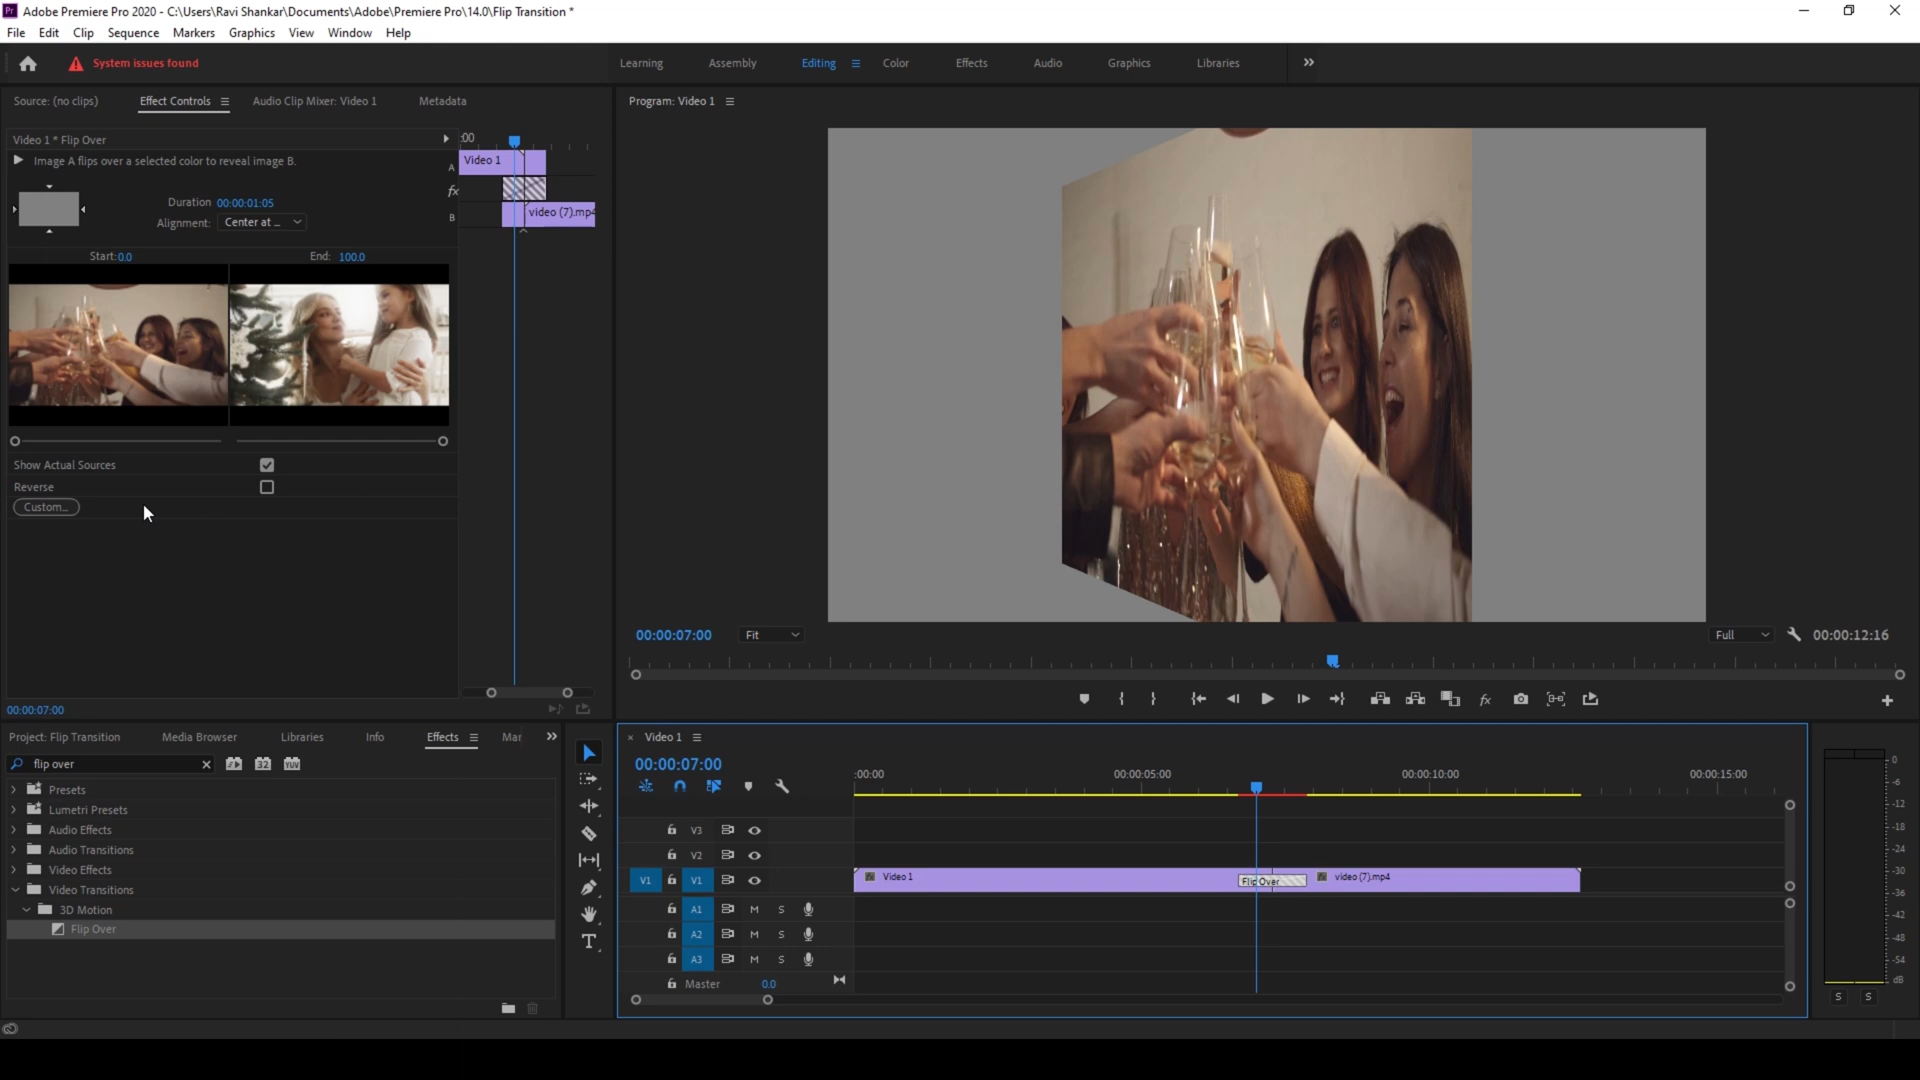 Adobe Premiere Pro 2020 - C:\Users\Ravi Shankar\Documents\Adobe\Premiere Pro\14.0\Flip Transition *
File Edit Clip Sequence Markers Graphics View Window Help
System issues found
Learning Assembly Editing Color Effects Audio Graphics Libraries
Source: (no clips) Effect Controls Audio Clip Mixer: Video 1 Metadata
Program: Video 1
Video 1 * Flip Over
:00
Image A flips over a selected color to reveal image B.
A Video 1
fx
B video (7).mp4
Duration 00:00:01:05
Alignment: Center at ...
Start: 0.0 End: 100.0
Show Actual Sources
Reverse
Custom...
00:00:07:00 Fit Full 00:00:12:16
00:00:07:00
Project: Flip Transition Media Browser Libraries Info Effects Mar
flip over
Presets
Lumetri Presets
Audio Effects
Audio Transitions
Video Effects
Video Transitions
3D Motion
Flip Over
Video 1
00:00:07:00
:00:00 00:00:05:00 00:00:10:00 00:00:15:00
V3
V2
V1 V1 Video 1 Flip Over video (7).mp4
A1 M S
A2 M S
A3 M S
Master 0.0
0
-6
-12
-18
-24
-30
-36
-42
-48
-54
dB
S S